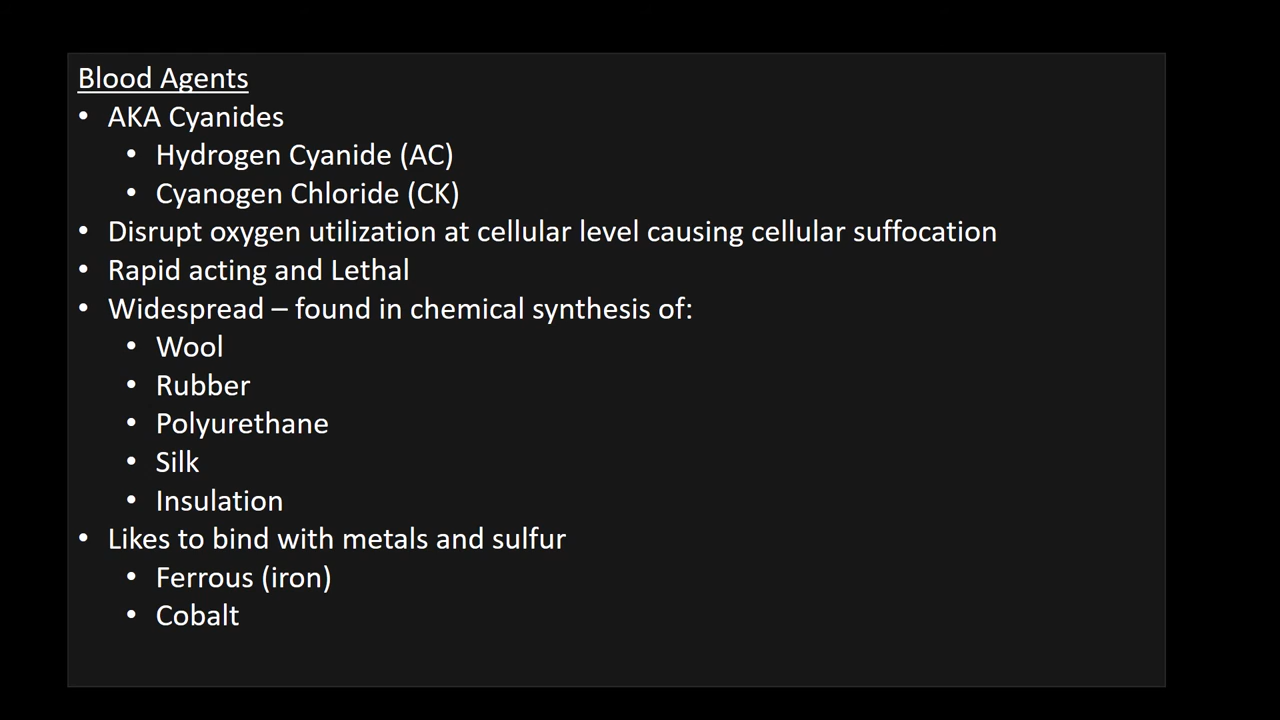 Blood Agents
• AKA Cyanides
• Hydrogen Cyanide (AC)
• Cyanogen Chloride (CK)
• Disrupt oxygen utilization at cellular level causing cellular suffocation
• Rapid acting and Lethal
• Widespread – found in chemical synthesis of:
• Wool
• Rubber
• Polyurethane
• Silk
• Insulation
• Likes to bind with metals and sulfur
• Ferrous (iron)
• Cobalt